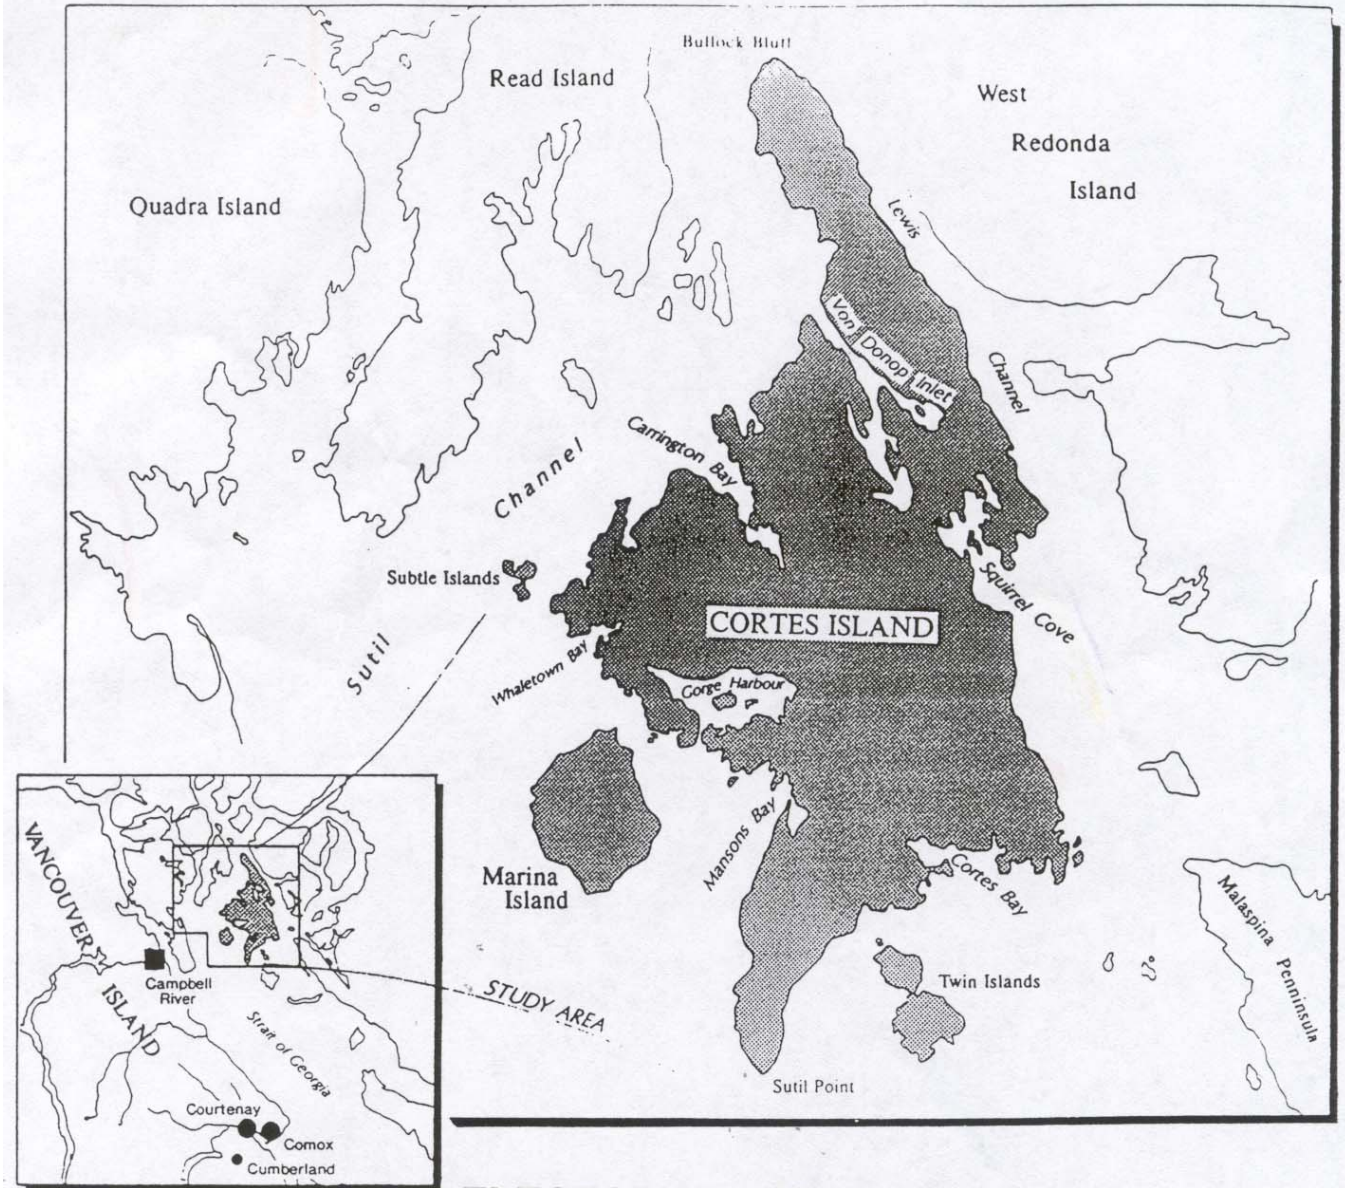 Bullock Bluff
Read Island
West
Redonda
Island
Quadra Island
Lewis
Channel
Von Donop Inlet
Carrington Bay
Channel
Sutil
Subtle Islands
Squirrel Cove
CORTES ISLAND
Whaletown Bay
Gorge Harbour
Mansons Bay
Marina
Island
Cortes Bay
Malaspina
Penninsula
Twin Islands
Sutil Point
STUDY AREA
VANCOUVER
ISLAND
Campbell
River
Strait of Georgia
Courtenay
Comox
Cumberland